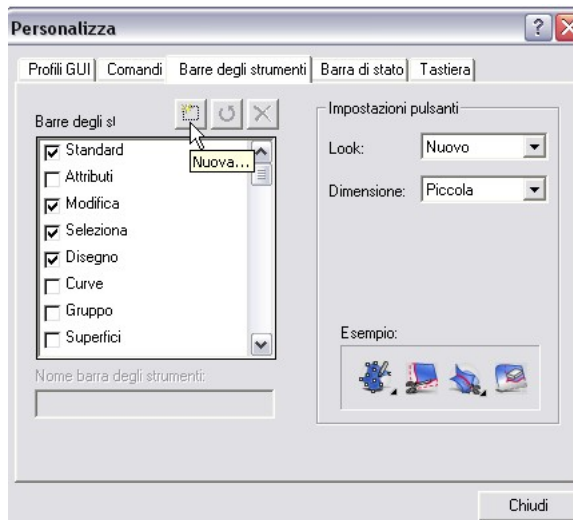 Personalizza
Profili GUI Comandi Barre degli strumenti Barra di stato Tastiera
Barre degli s
Nuova...
Standard
Attributi
Modifica
Seleziona
Disegno
Curve
Gruppo
Superfici
Nome barra degli strumenti:
Impostazioni pulsanti
Look: Nuovo
Dimensione: Piccola
Esempio:
Chiudi